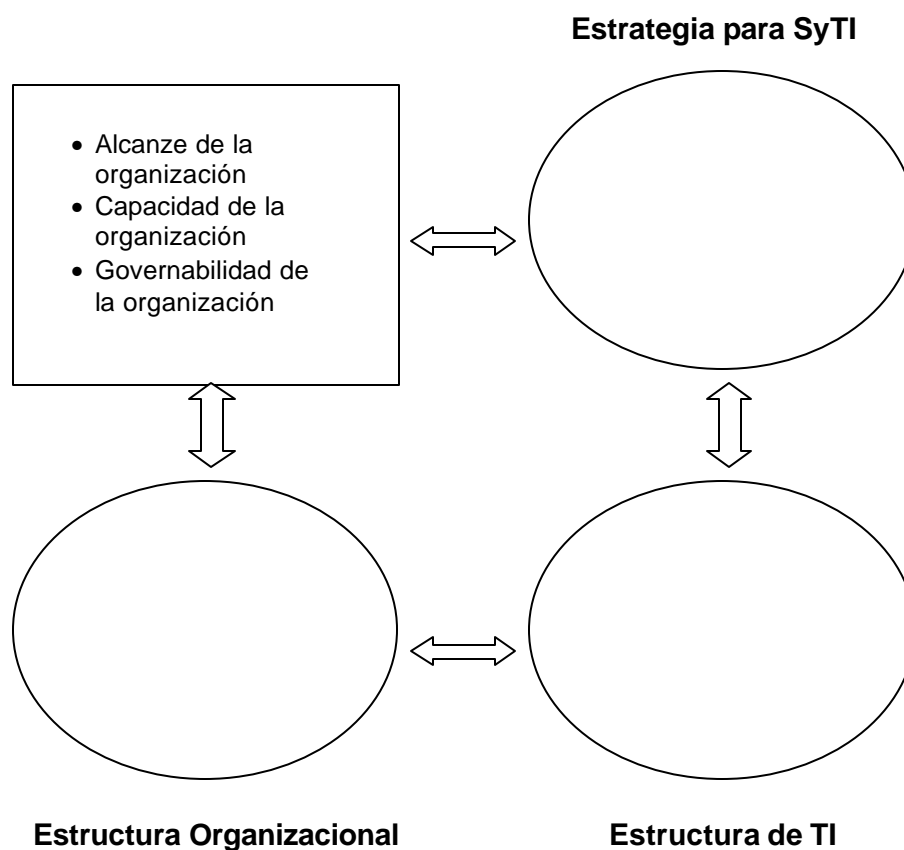 Estrategia para SyTI
• Alcanze de la
organización
• Capacidad de la
organización
• Governabilidad de
la organización
Estructura Organizacional
Estructura de TI